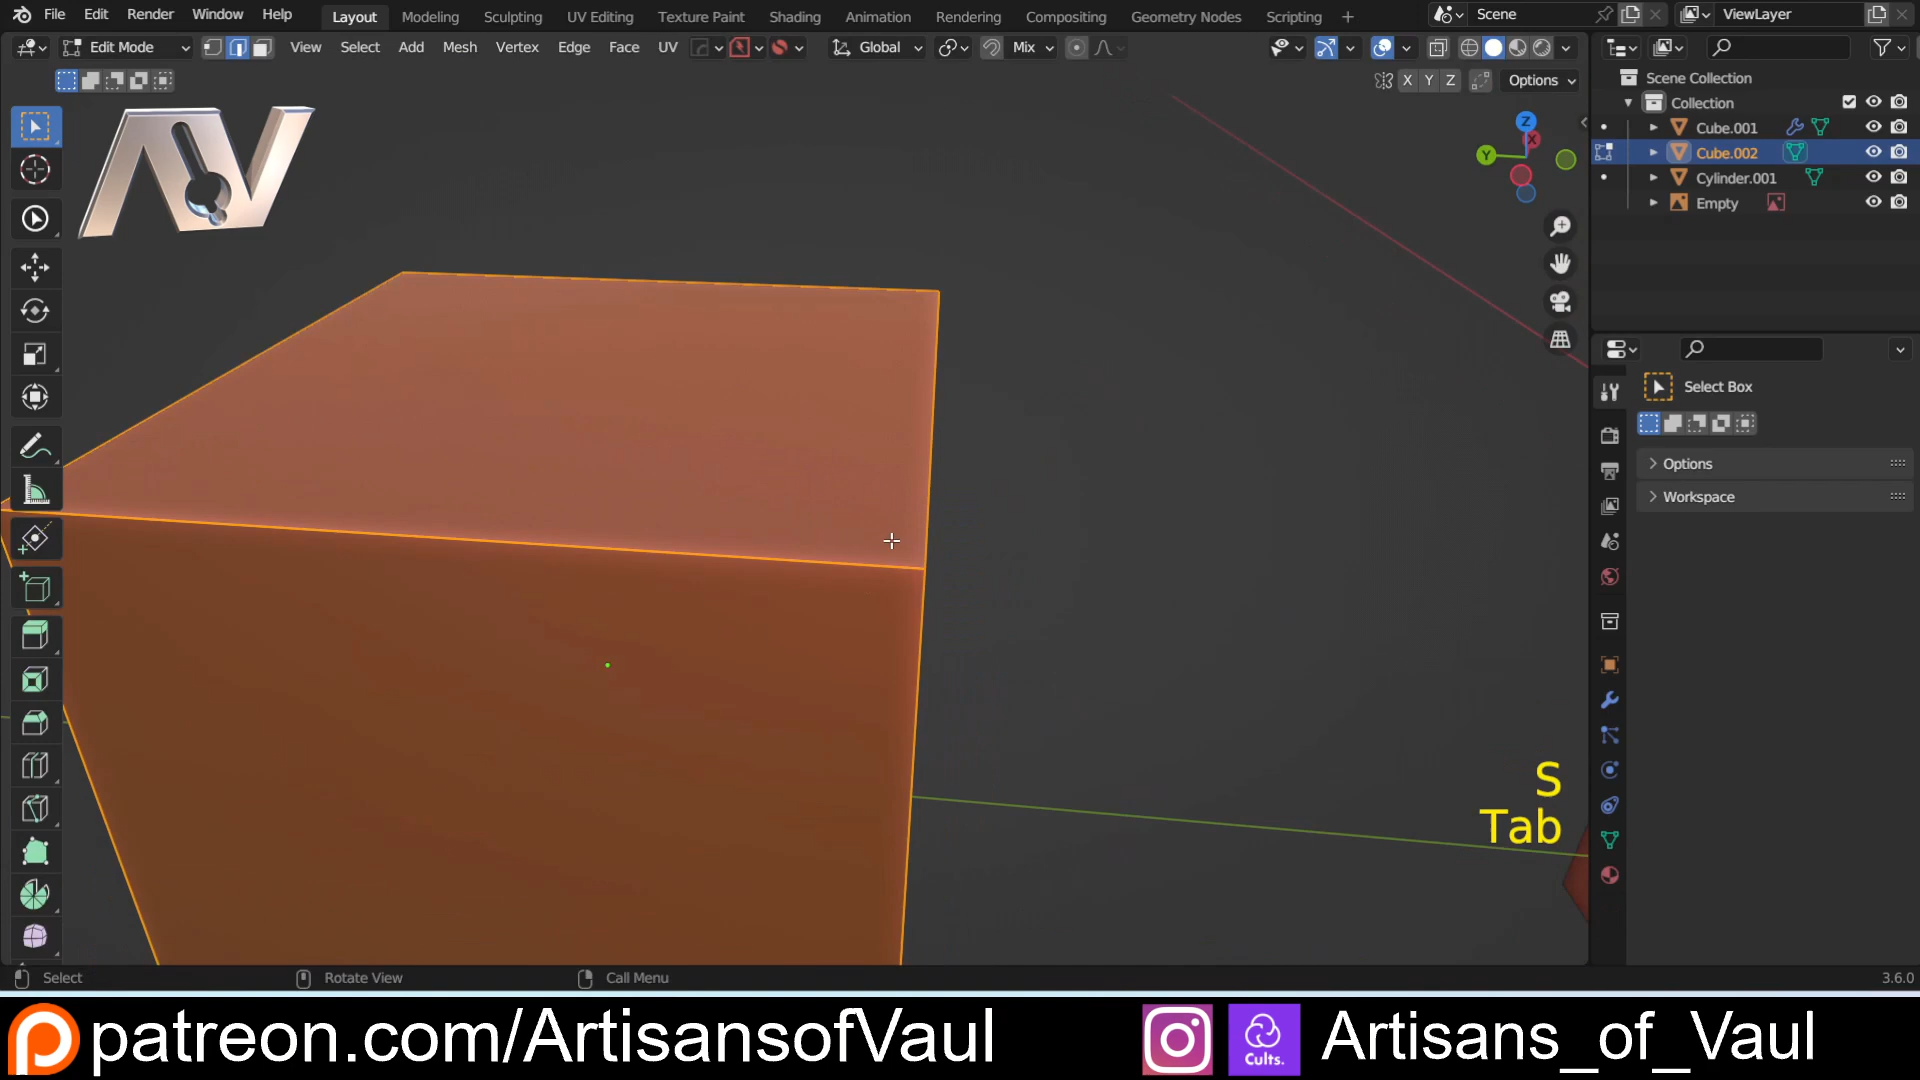 File Edit Render Window Help Layout Modeling Sculpting UV Editing Texture Paint Shading Animation Rendering Compositing Geometry Nodes Scripting + Scene ViewLayer
Edit Mode View Select Add Mesh Vertex Edge Face UV Global Mix
X Y Z Options
Scene Collection
Collection
Cube.001
Cube.002
Cylinder.001
Empty
Z
X
Y
Select Box
Options
Workspace
S
Tab
Select Rotate View Call Menu 3.6.0
patreon.com/ArtisansofVaul Cults. Artisans_of_Vaul